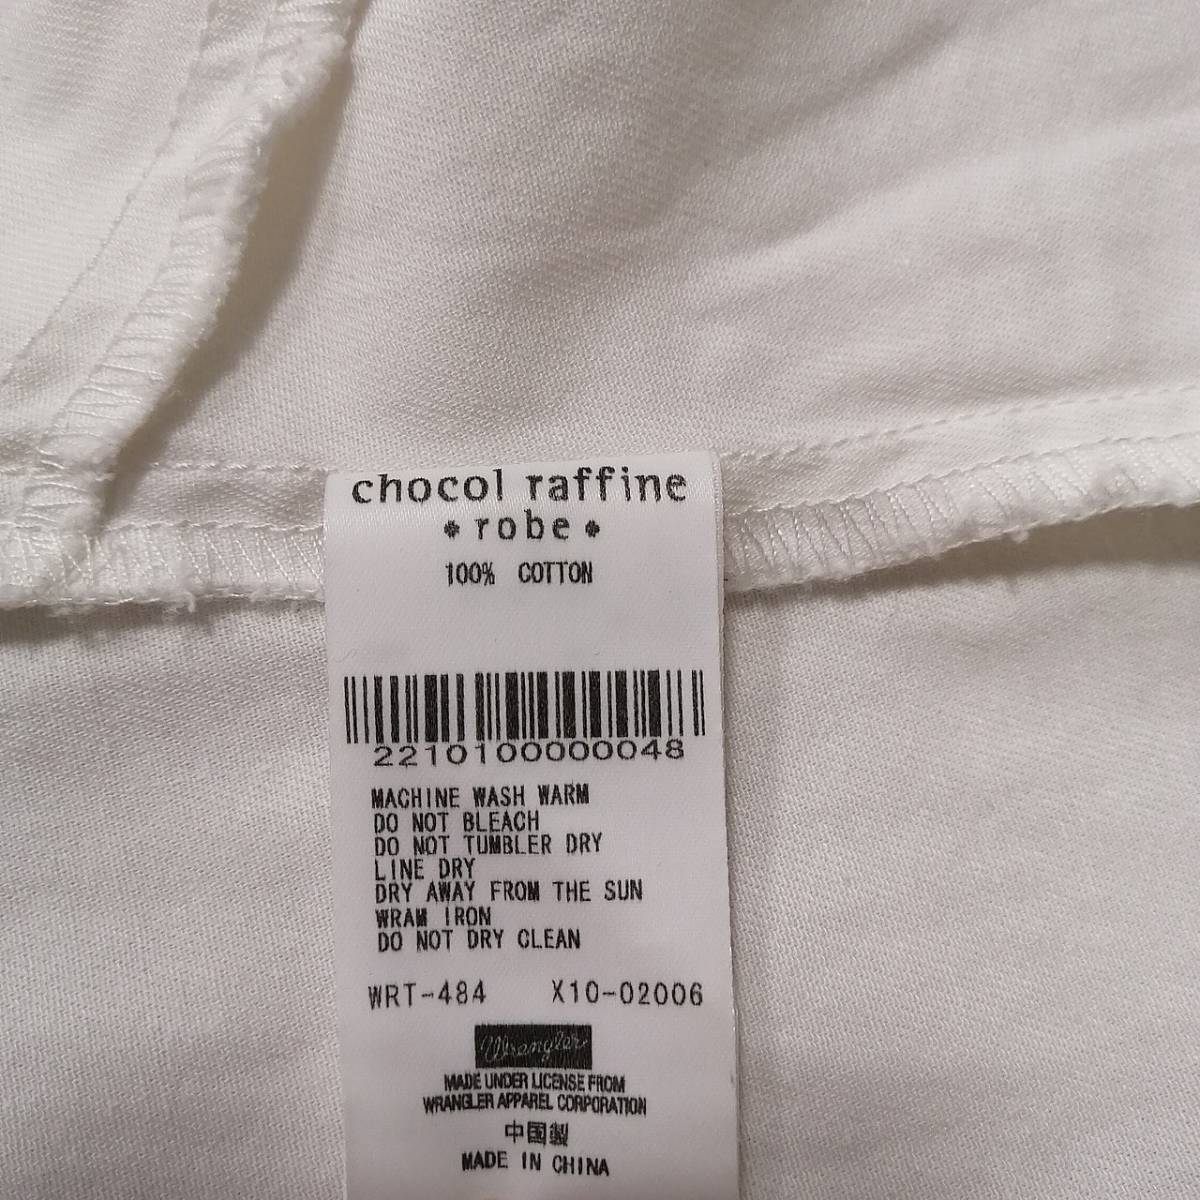 chocol raffine
• robe •
100% COTTON
2210100000048
MACHINE WASH WARM
DO NOT BLEACH
DO NOT TUMBLER DRY
LINE DRY
DRY AWAY FROM THE SUN
WRAM IRON
DO NOT DRY CLEAN
WRT-484 X10-02006
Wrangler
MADE UNDER LICENSE FROM
WRANGLER APPAREL CORPORATION
中国製
MADE IN CHINA